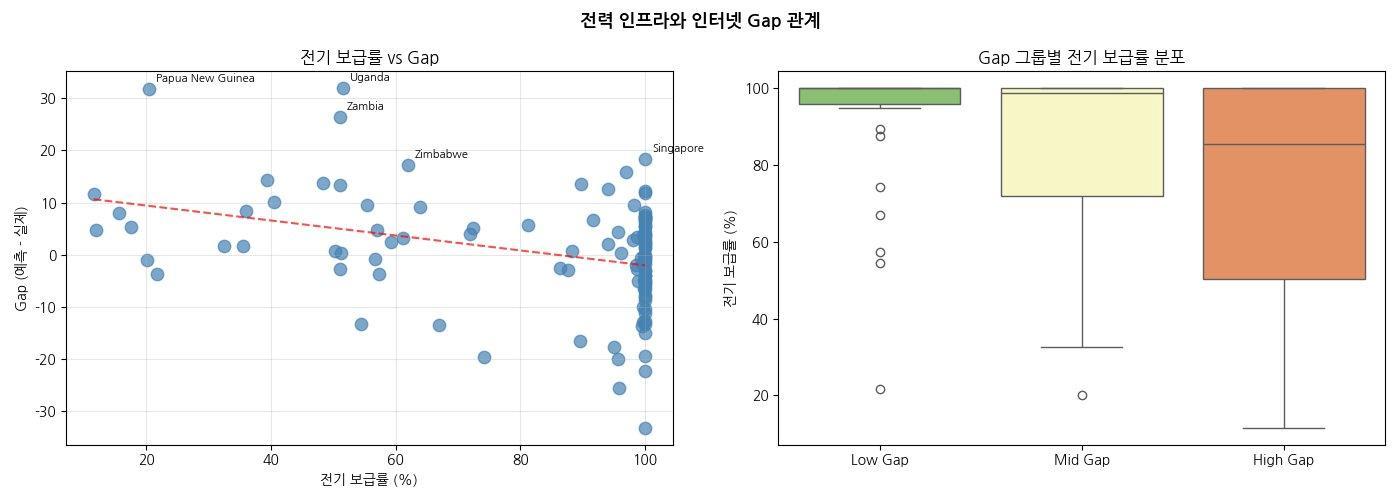 전력 인프라와 인터넷 Gap 관계
전기 보급률 vs Gap
Papua New Guinea
Uganda
Zambia
Zimbabwe
Singapore
30
20
10
0
-10
-20
-30
Gap (예측 - 실제)
20
40
60
80
100
전기 보급률 (%)
Gap 그룹별 전기 보급률 분포
100
80
60
40
20
전기 보급률 (%)
Low Gap
Mid Gap
High Gap